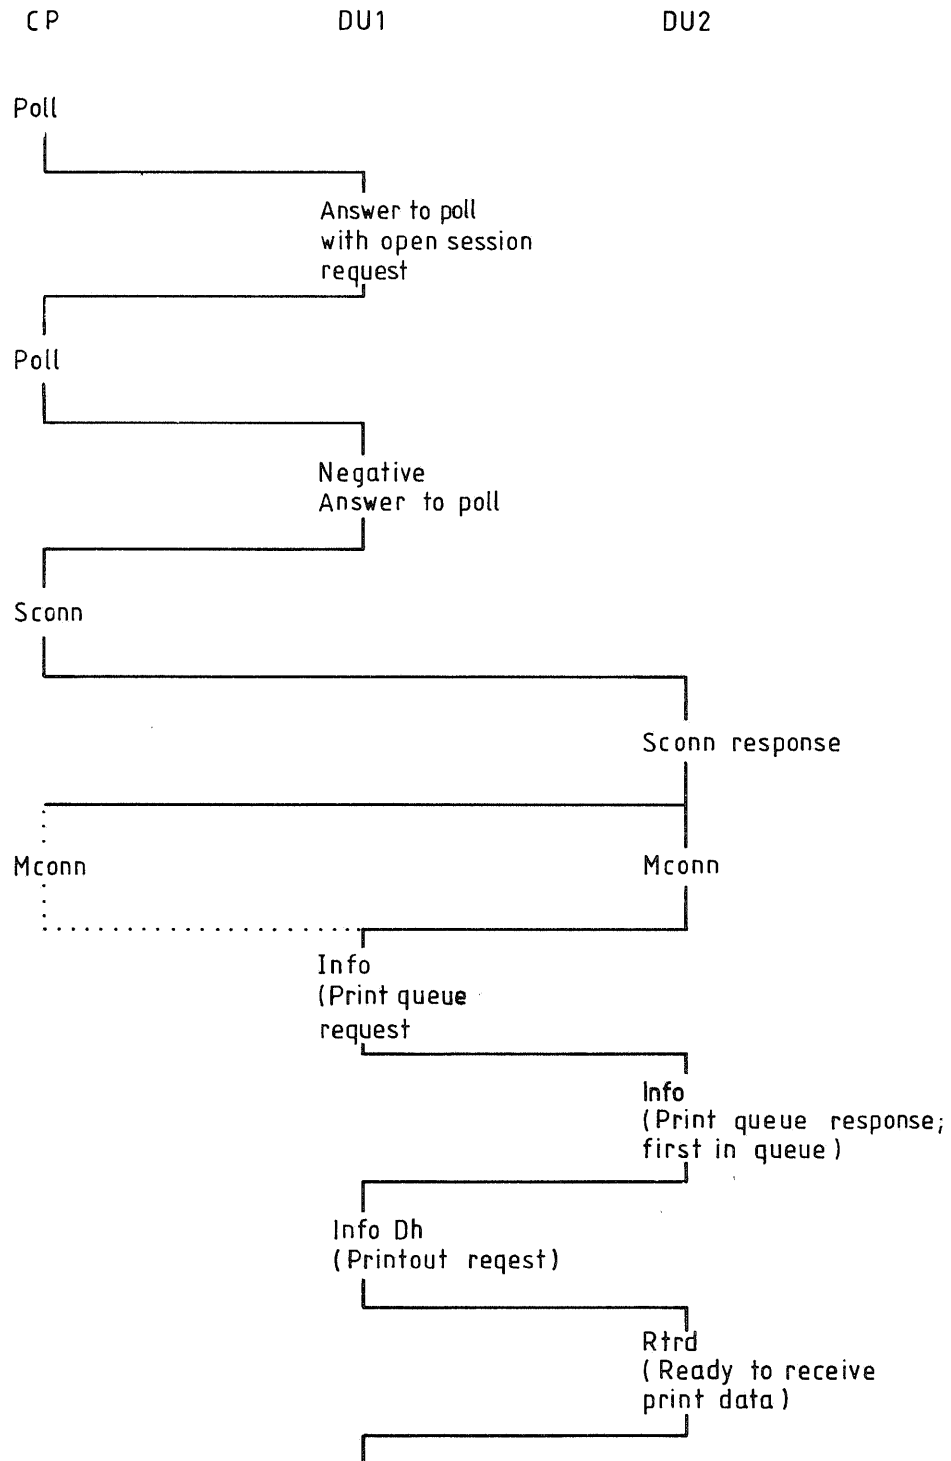 CP DU1 DU2
Poll
Answer to poll
with open session
request
Poll
Negative
Answer to poll
Sconn
Sconn response
Mconn Mconn
Info
(Print queue
request
Info
(Print queue response;
first in queue)
Info Dh
(Printout reqest)
Rtrd
(Ready to receive
print data)